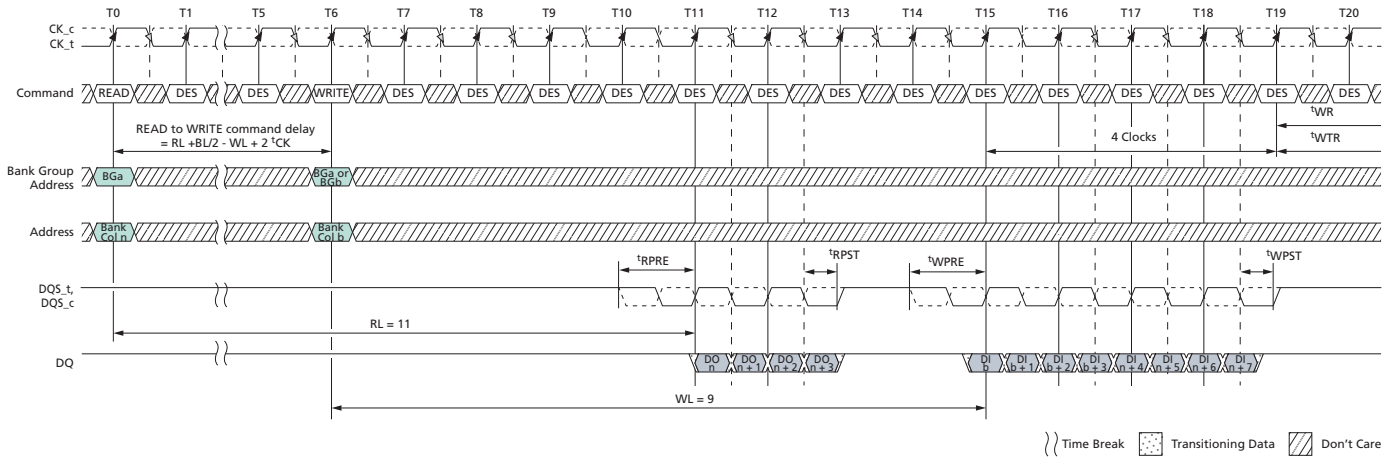 T0 T1 T5 T6 T7 T8 T9 T10 T11 T12 T13 T14 T15 T16 T17 T18 T19 T20
CK_c
CK_t
Command READ DES DES WRITE DES DES DES DES DES DES DES DES DES DES DES DES DES DES
tWR
READ to WRITE command delay
= RL +BL/2 - WL + 2 tCK
4 Clocks tWTR
Bank Group
Address
BGa
BGa or
BGb
Address
Bank
Col n
Bank
Col b
tRPRE tRPST tWPRE tWPST
DQS_t,
DQS_c
RL = 11
DQ
DO
n
DO
n + 1
DO
n + 2
DO
n + 3
DI
b
DI
b + 1
DI
b + 2
DI
b + 3
DI
n + 4
DI
n + 5
DI
n + 6
DI
n + 7
WL = 9
Time Break Transitioning Data Don't Care